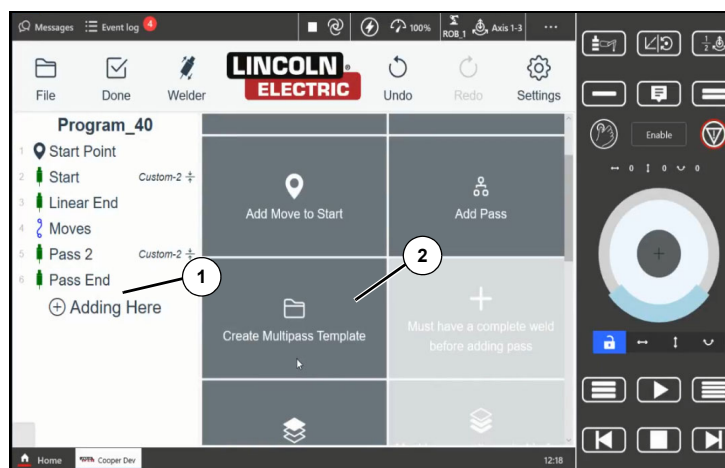 Messages Event log 4 100% Σ ROB_1 Axis 1-3 ...
File Done Welder LINCOLN ELECTRIC Undo Redo Settings
Program_40
1 Start Point
2 Start Custom-2
3 Linear End
4 Moves
5 Pass 2 Custom-2
6 Pass End
Adding Here
1
2
Add Move to Start
Add Pass
Create Multipass Template
Must have a complete weld
before adding pass
Enable
0 0 0
Home Cooper Dev 12:18